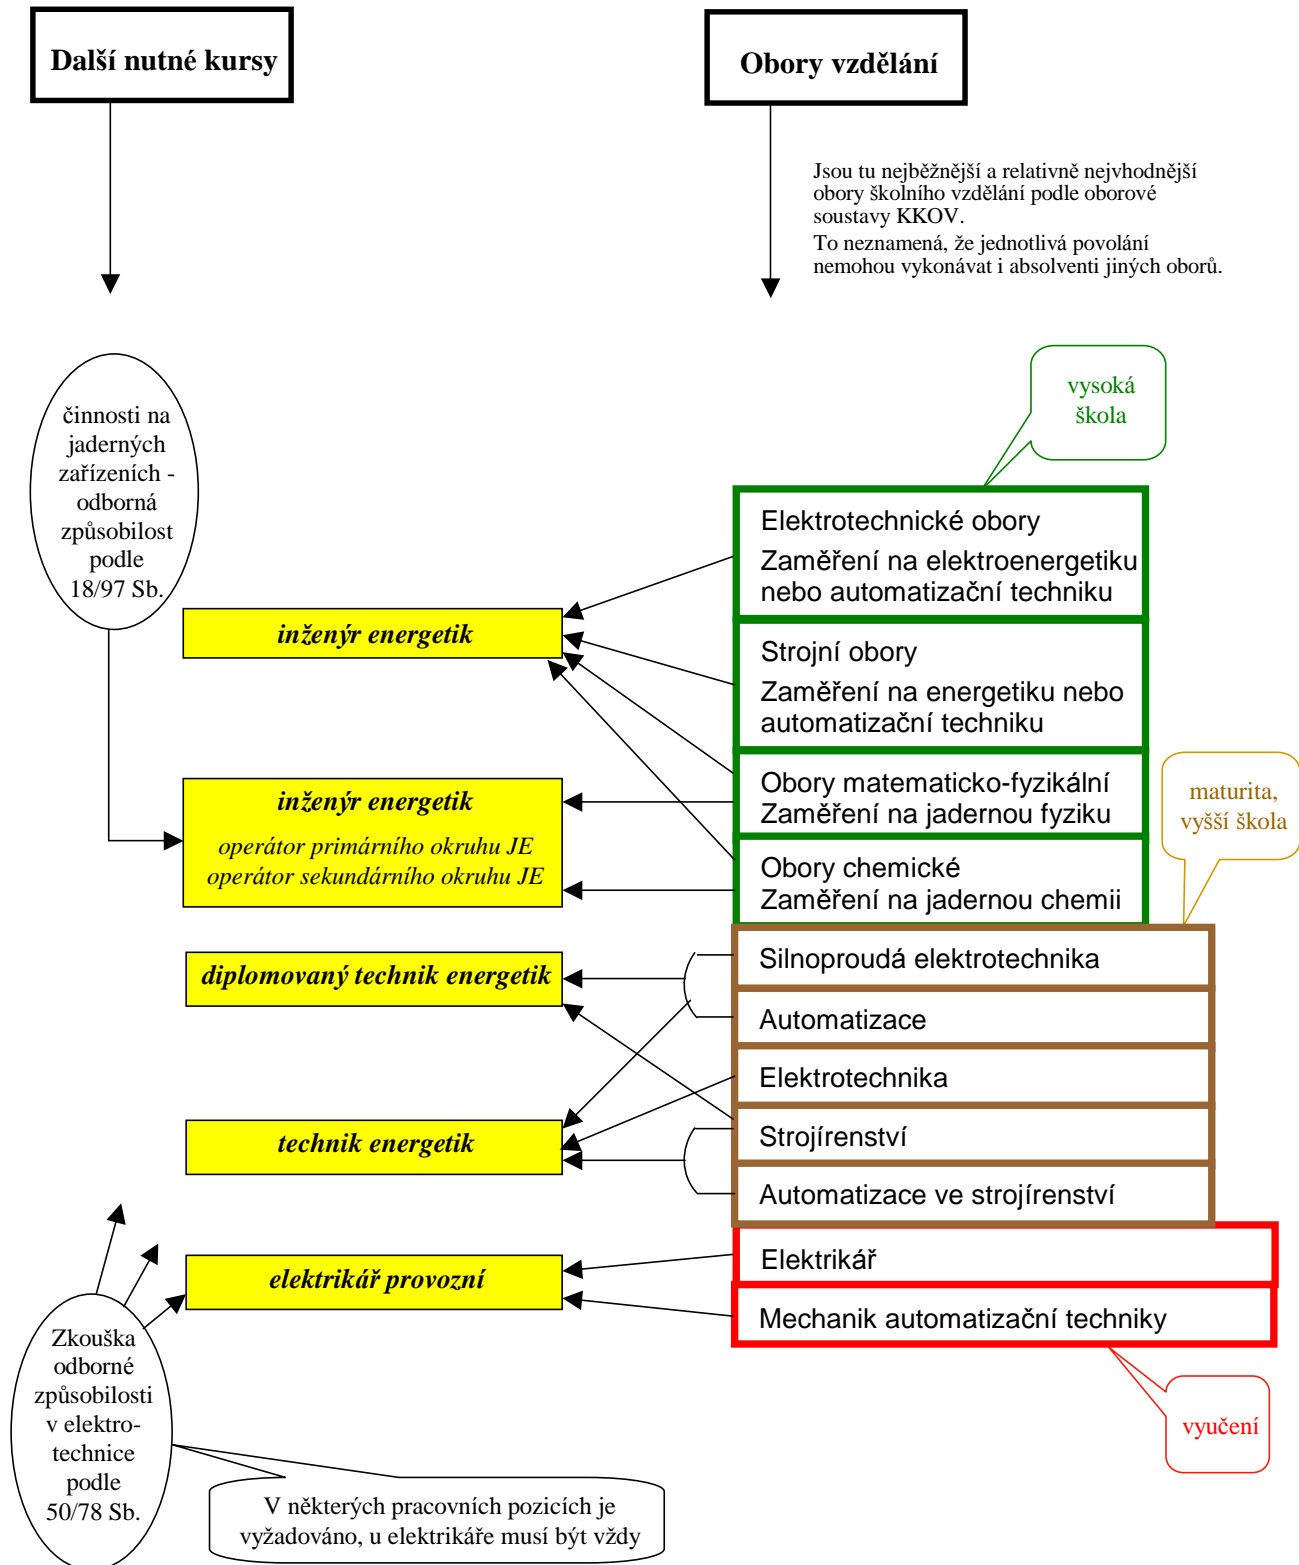 Další nutné kursy
Obory vzdělání
Jsou tu nejběžnější a relativně nejvhodnější
obory školního vzdělání podle oborové
soustavy KKOV.
To neznamená, že jednotlivá povolání
nemohou vykonávat i absolventi jiných oborů.
činnosti na
jaderných
zařízeních -
odborná
způsobilost
podle
18/97 Sb.
vysoká
škola
Elektrotechnické obory
Zaměření na elektroenergetiku
nebo automatizační techniku
inženýr energetik
Strojní obory
Zaměření na energetiku nebo
automatizační techniku
maturita,
vyšší škola
inženýr energetik
operátor primárního okruhu JE
operátor sekundárního okruhu JE
Obory matematicko-fyzikální
Zaměření na jadernou fyziku
Obory chemické
Zaměření na jadernou chemii
diplomovaný technik energetik
Silnoproudá elektrotechnika
Automatizace
Elektrotechnika
technik energetik
Strojírenství
Automatizace ve strojírenství
elektrikář provozní
Elektrikář
Mechanik automatizační techniky
Zkouška
odborné
způsobilosti
v elektro-
technice
podle
50/78 Sb.
vyučení
V některých pracovních pozicích je
vyžadováno, u elektrikáře musí být vždy